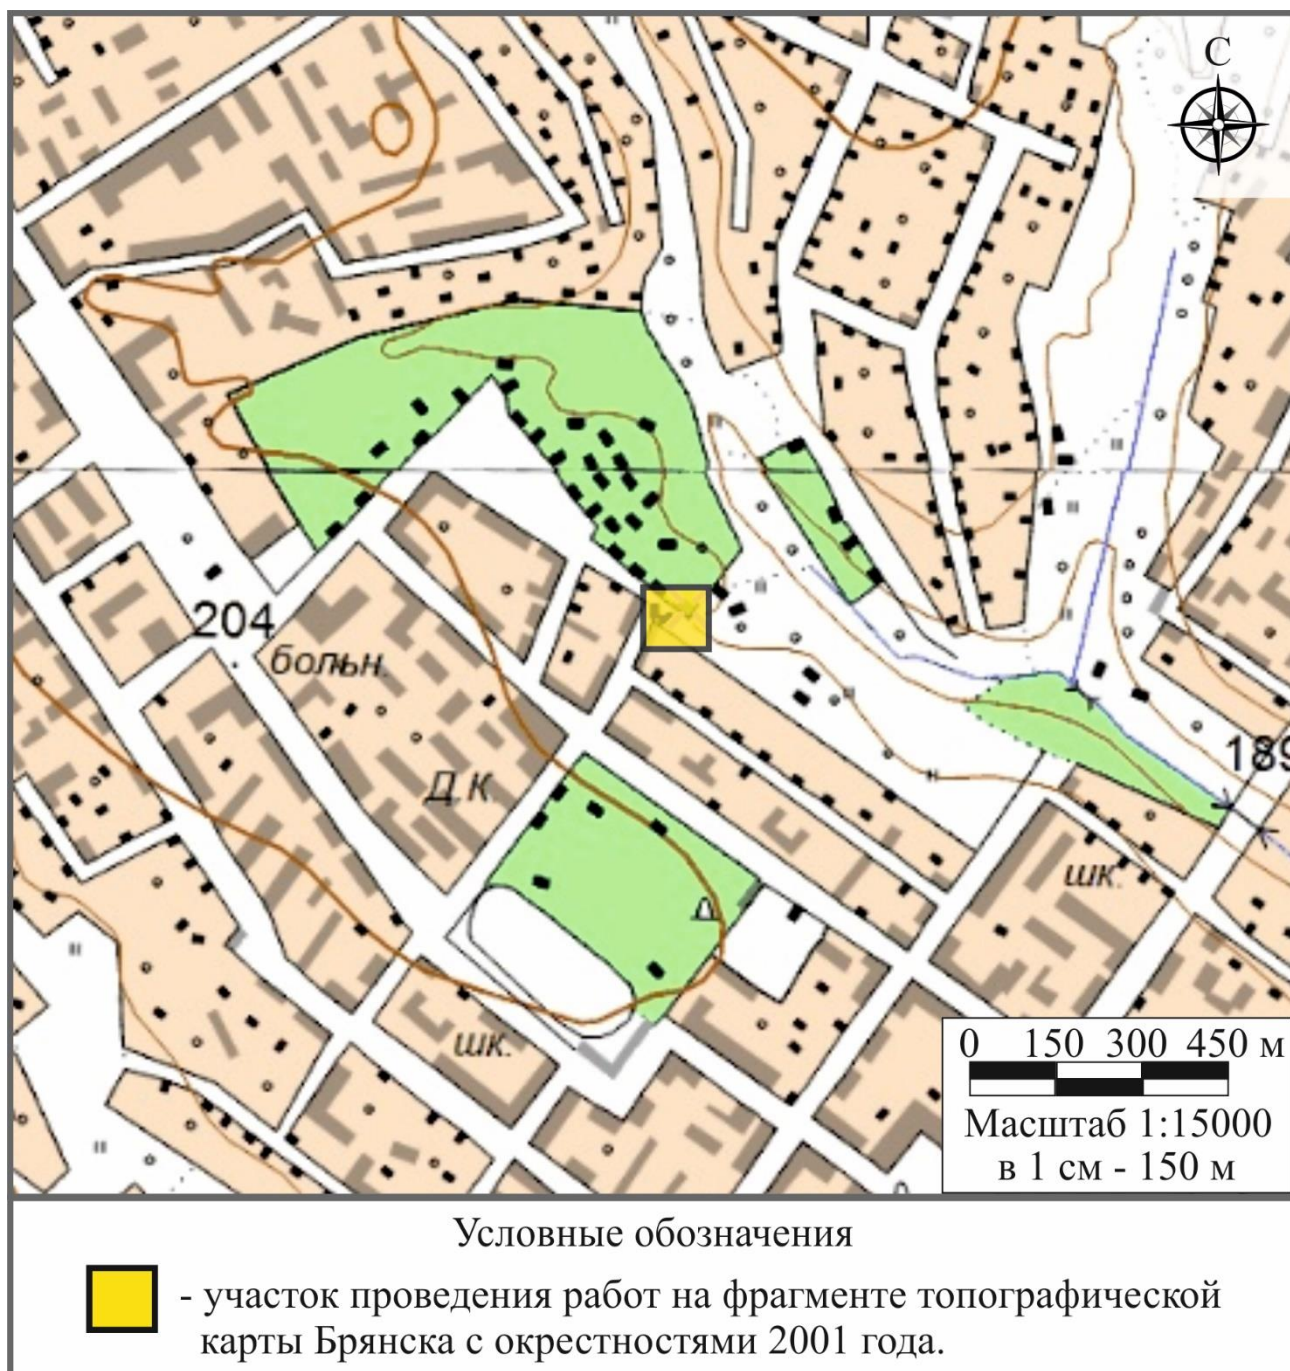 С
204
больн.
Д.К.
189
шк.
шк.
0 150 300 450 м
Масштаб 1:15000
в 1 см - 150 м
Условные обозначения
- участок проведения работ на фрагменте топографической
карты Брянска с окрестностями 2001 года.